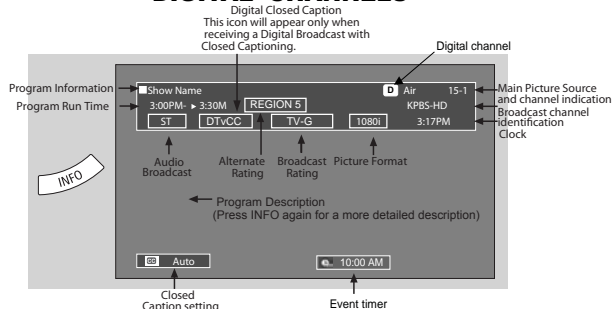 DIGITAL CHANNELS
Digital Closed Caption
This icon will appear only when
receiving a Digital Broadcast with
Closed Captioning.
Digital channel
Program Information
Show Name
D Air 15-1
Main Picture Source
and channel indication
Program Run Time
3:00PM- ▸ 3:30M REGION 5
KPBS-HD
Broadcast channel
identification
ST DTvCC TV-G 1080i 3:17PM
Clock
Audio
Broadcast
Alternate
Rating
Broadcast
Rating
Picture Format
INFO
Program Description
(Press INFO again for a more detailed description)
CC Auto
10:00 AM
Closed
Caption setting
Event timer